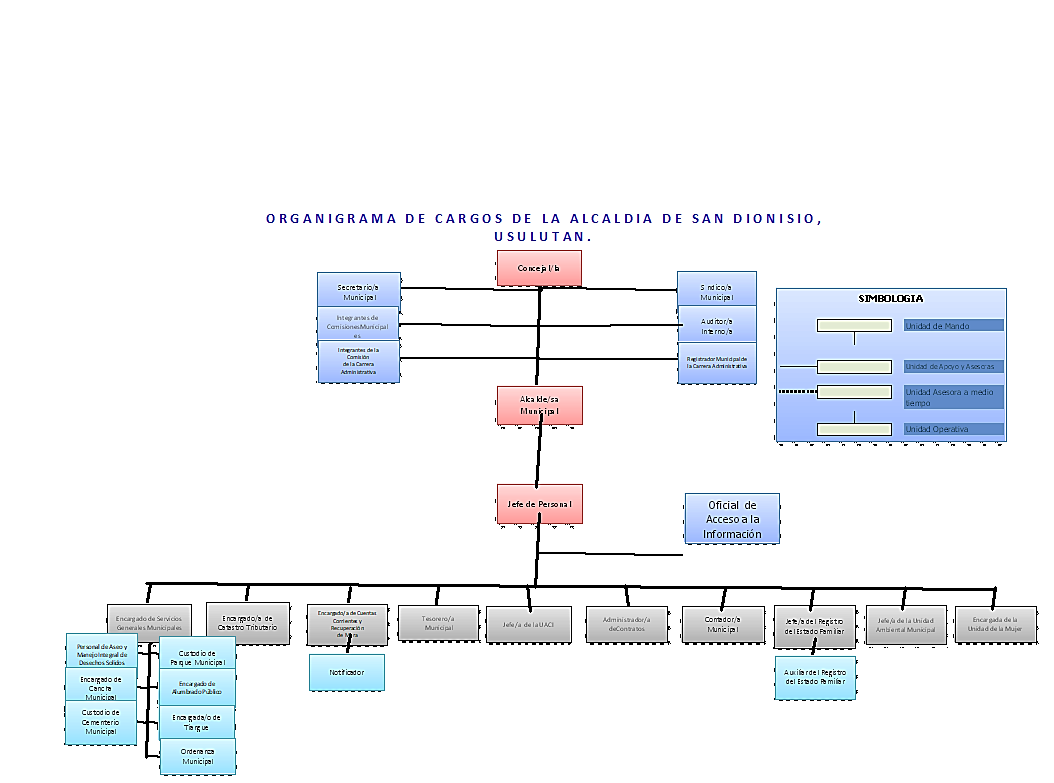 ORGANIGRAMA DE CARGOS DE LA ALCALDIA DE SAN DIONISIO,
USULUTAN.
Concejal/la
Secretario/a
Municipal
Sindico/a
Municipal
Integrantes de
ComisionesMunicipal
es
Auditor/a
Interno/a
Integrantes de la
Comisión
de la Carrera
Administrativa
Registrador Municipal de
la Carrera Administrativa
SIMBOLOGIA
Unidad de Mando
Unidad de Apoyo y Asesoras
Unidad Asesora a medio
tiempo
Unidad Operativa
Alcalde/sa
Municipal
Jefe de Personal
Oficial de
Acceso a la
Información
Encargado de Servicios
Generales Municipales
Encargado/a de
Catastro Tributario
Encargado/a de Cuentas
Corrientes y
Recuperación
de Mora
Tesorero/a
Municipal
Jefe/a de la UACI
Administrador/a
deContratos
Contador/a
Municipal
Jefe/a del Registro
del Estado Familiar
Jefe/a de la Unidad
Ambiental Municipal
Encargada de la
Unidad de la Mujer
Personal de Aseo y
Manejo Integral de
Desechos Solidos
Custodio de
Parque Municipal
Encargado de
Cancha
Municipal
Encargado de
Alumbrado Público
Custodio de
Cementerio
Municipal
Encargada/o de
Tiangue
Ordenanza
Municipal
Notificador
Auxiliar del Registro
del Estado Familiar